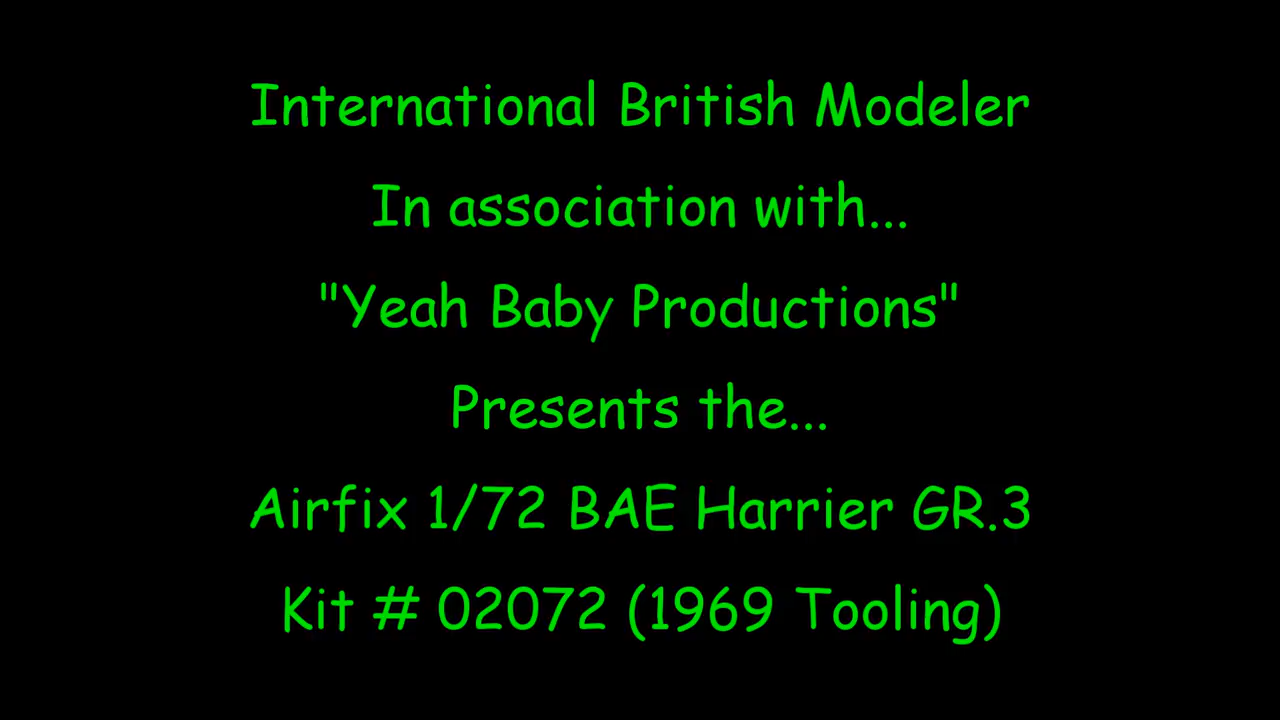 International British Modeler
In association with...
"Yeah Baby Productions"
Presents the...
Airfix 1/72 BAE Harrier GR.3
Kit # 02072 (1969 Tooling)